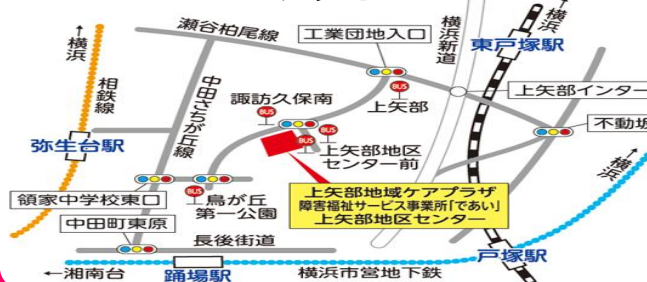 瀬谷柏尾線
工業団地入口
横浜新道
横浜
東戸塚駅
横浜
相鉄線
中田さちが丘線
諏訪久保南
BUS
上矢部
上矢部インター
不動坂
弥生台駅
BUS
BUS
BUS
上矢部地区
センター前
横浜
領家中学校東口
BUS
鳥が丘
第一公園
上矢部地域ケアプラザ
障害福祉サービス事業所「であい」
上矢部地区センター
中田町東原
長後街道
戸塚駅
←湘南台
踊場駅
横浜市営地下鉄